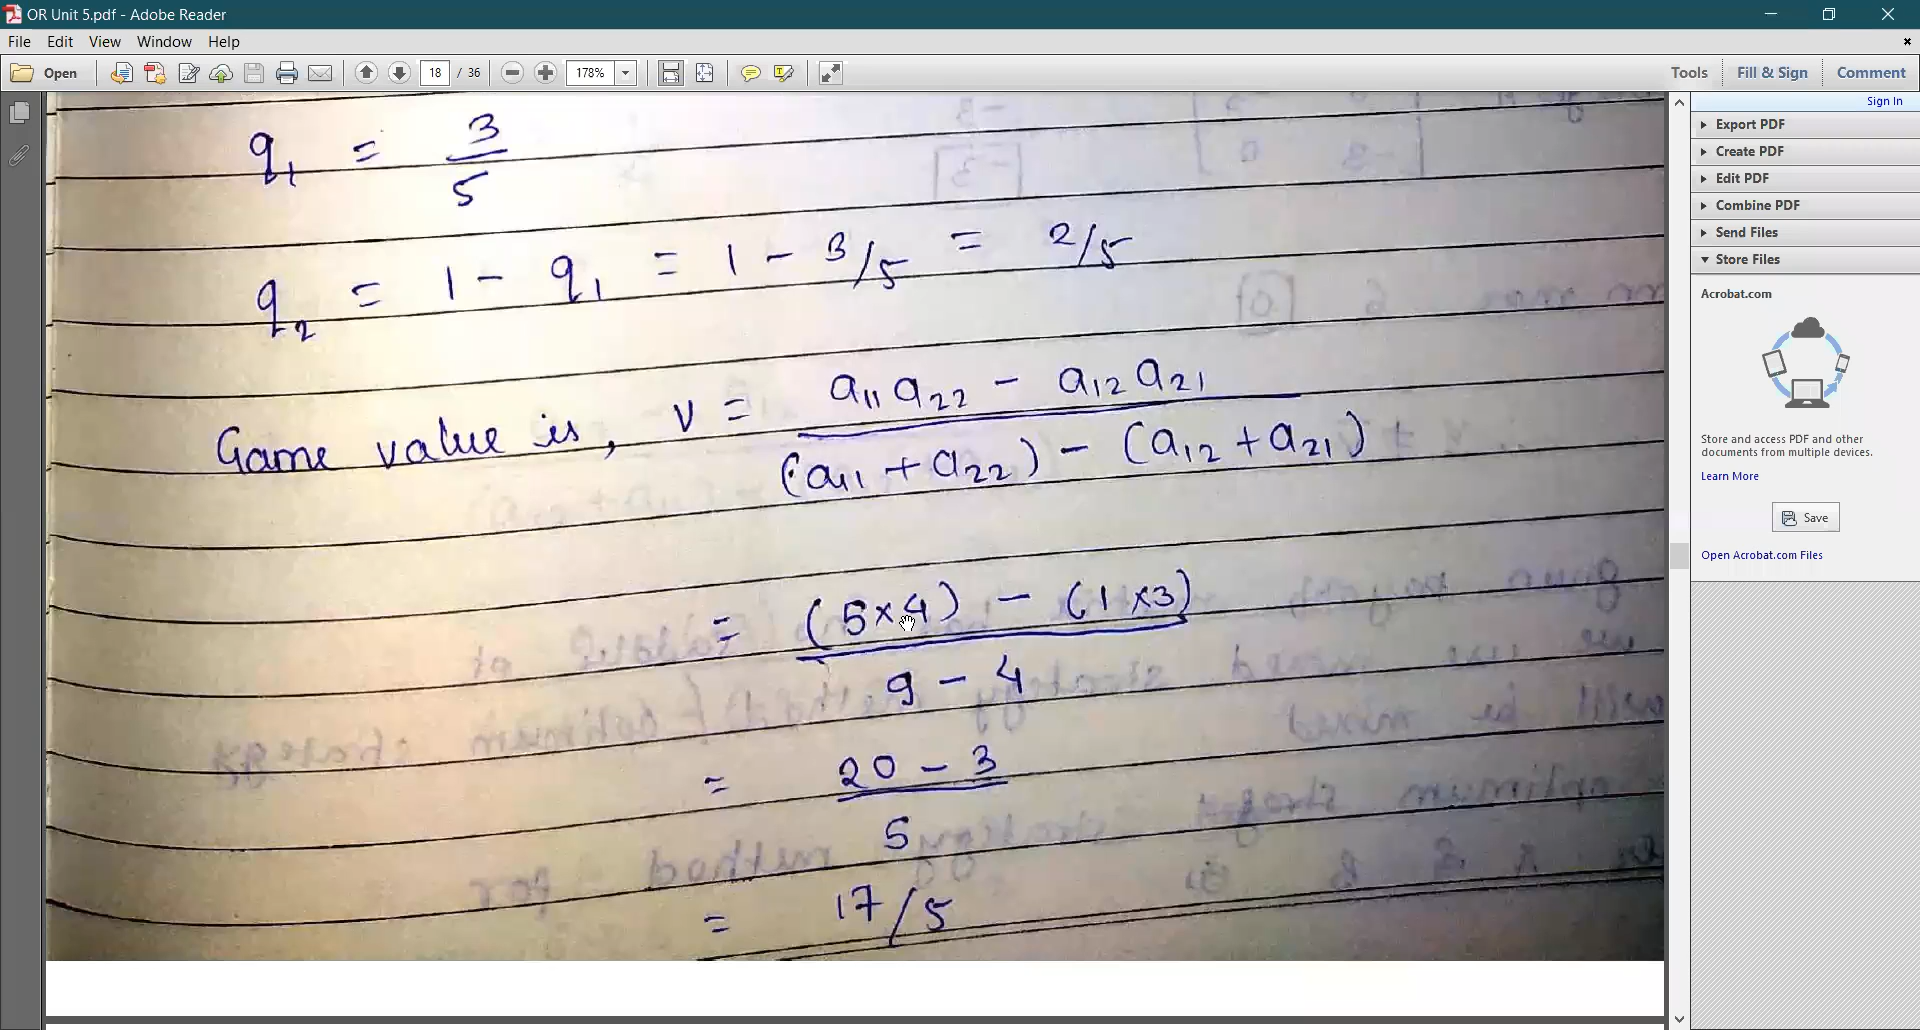 OR Unit 5.pdf - Adobe Reader
File Edit View Window Help
Open 18 / 36 178% Tools Fill & Sign Comment
Sign In
Export PDF
Create PDF
Edit PDF
Combine PDF
Send Files
Store Files
Acrobat.com
Store and access PDF and other
documents from multiple devices.
Learn More
Save
Open Acrobat.com Files
q₁ = 3/5
q₂ = 1 - q₁ = 1 - 3/5 = 2/5
Game value is, v = a₁₁ a₂₂ - a₁₂ a₂₁
(a₁₁ + a₂₂) - (a₁₂ + a₂₁)
= (5×4) - (1×3)
9 - 4
= 20 - 3
5
= 17/5